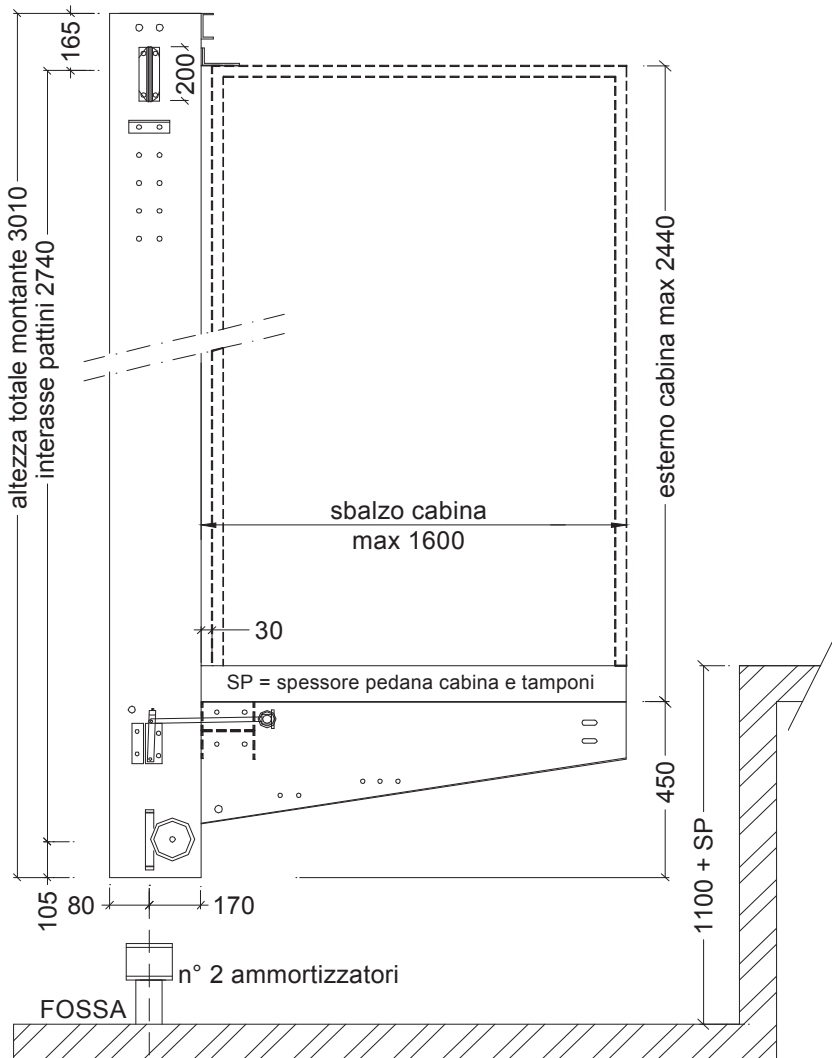 165
200
altezza totale montante 3010
interasse pattini 2740
esterno cabina max 2440
sbalzo cabina
max 1600
30
SP = spessore pedana cabina e tamponi
450
1100 + SP
105
80
170
n° 2 ammortizzatori
FOSSA